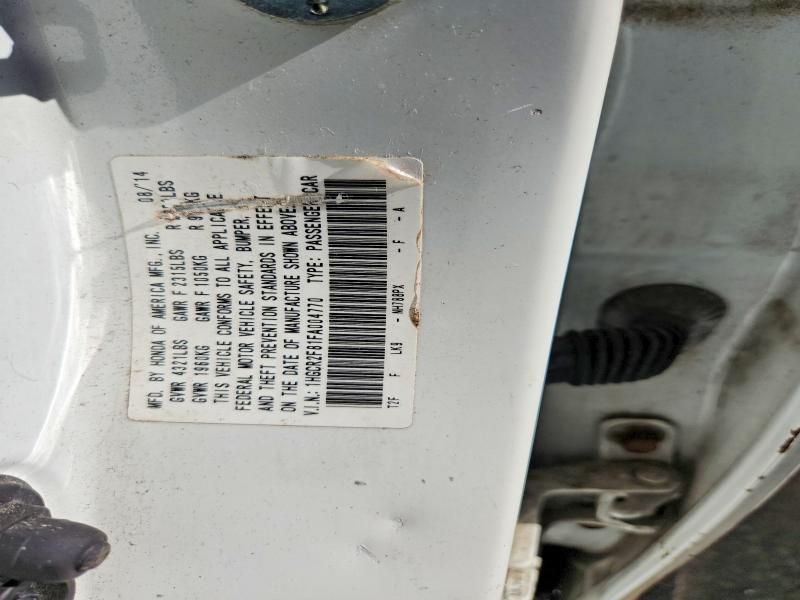 MFD. BY HONDA OF AMERICA MFG., INC. 08/'14
GVWR 4321LBS GAWR F 2315LBS R
GVWR 1960KG GAWR F 1050KG R
THIS VEHICLE CONFORMS TO ALL APPLICABLE
FEDERAL MOTOR VEHICLE SAFETY, BUMPER,
AND THEFT PREVENTION STANDARDS IN EFFECT
ON THE DATE OF MANUFACTURE SHOWN ABOVE.
V.I.N.: 1HGCR2F81FA004770 TYPE: PASSENGER CAR
T2F F LK9 - NH788PX - F - A